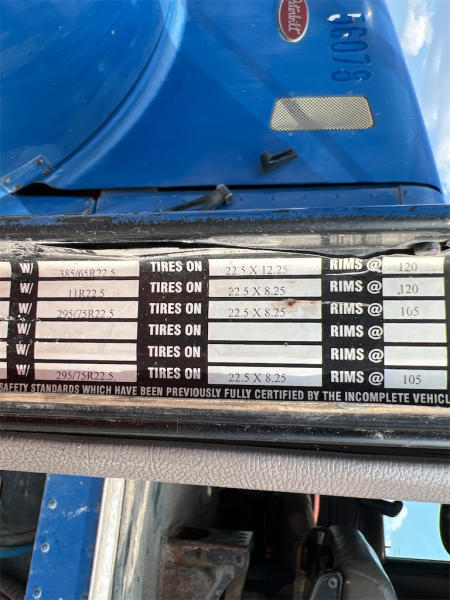 Peterbilt
56078
W/ 385/65R22.5 TIRES ON 22.5 X 12.25 RIMS @ 120
W/ 11R22.5 TIRES ON 22.5 X 8.25 RIMS @ 120
W/ 295/75R22.5 TIRES ON 22.5 X 8.25 RIMS @ 105
W/ TIRES ON RIMS @
W/ TIRES ON RIMS @
W/ 295/75R22.5 TIRES ON 22.5 X 8.25 RIMS @ 105
SAFETY STANDARDS WHICH HAVE BEEN PREVIOUSLY FULLY CERTIFIED BY THE INCOMPLETE